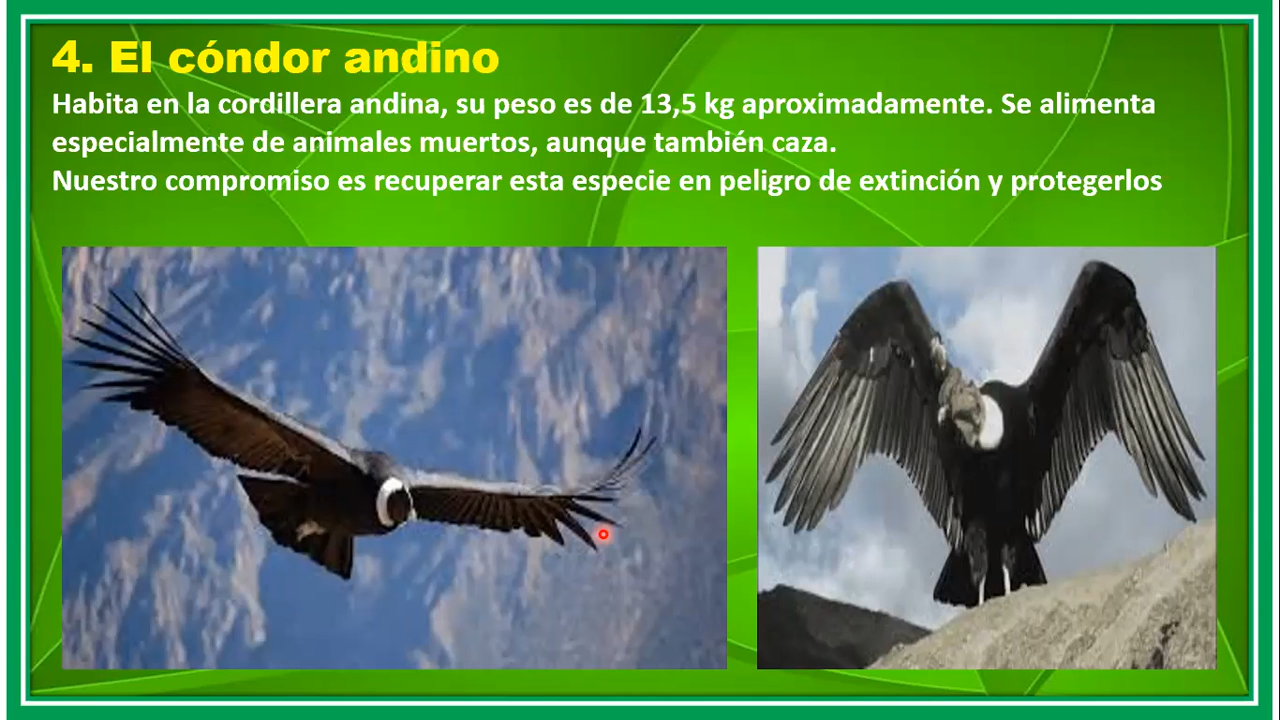 4. El cóndor andino
Habita en la cordillera andina, su peso es de 13,5 kg aproximadamente. Se alimenta
especialmente de animales muertos, aunque también caza.
Nuestro compromiso es recuperar esta especie en peligro de extinción y protegerlos